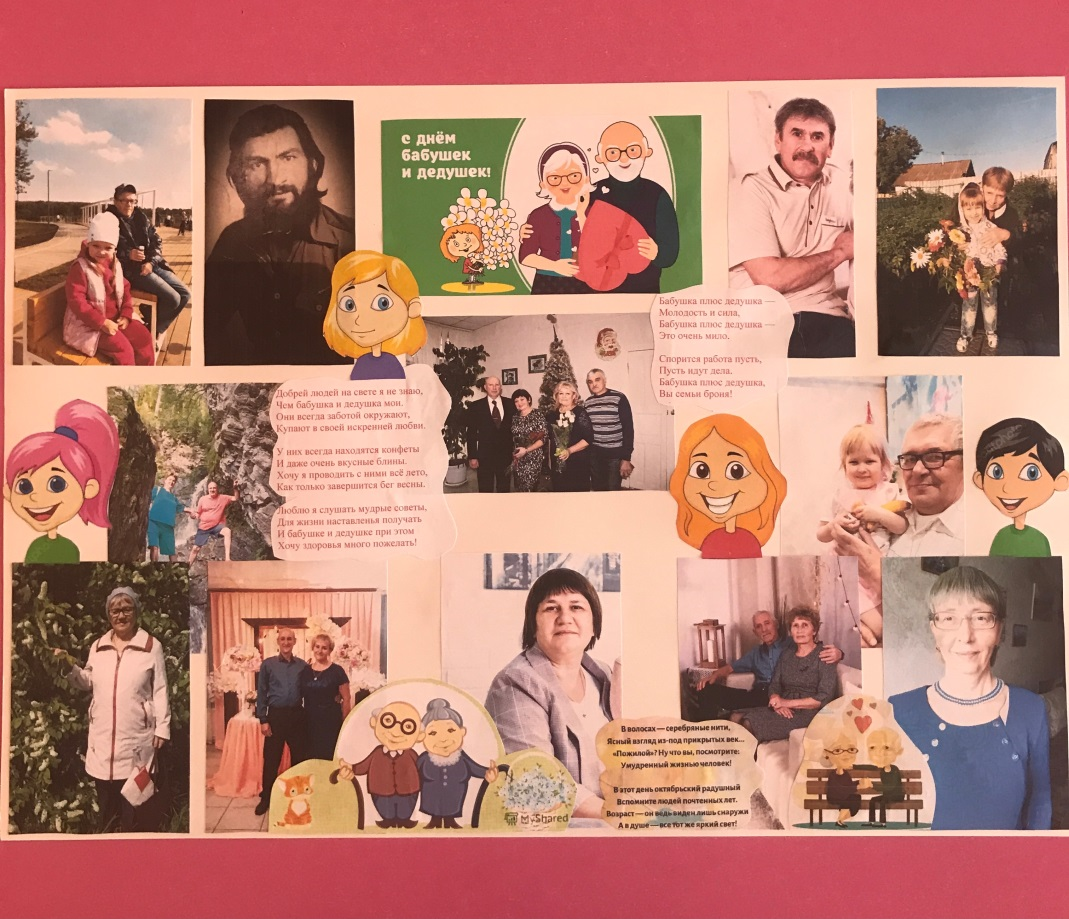 с днём
бабушек
и дедушек!
Бабушка плюс дедушка —
Молодость и сила,
Бабушка плюс дедушка —
Это очень мило.
Спорится работа пусть,
Пусть идут дела.
Бабушка плюс дедушка,
Вы семьи броня!
Добрей людей на свете я не знаю,
Чем бабушка и дедушка мои.
Они всегда заботой окружают,
Купают в своей искренней любви.
У них всегда находятся конфеты
И даже очень вкусные блины.
Хочу я проводить с ними всё лето,
Как только завершится бег весны.
Люблю я слушать мудрые советы,
Для жизни наставленья получать
И бабушке и дедушке при этом
Хочу здоровья много пожелать!
В волосах — серебряные нити,
Ясный взгляд из-под прикрытых век...
«Пожилой»? Ну что вы, посмотрите:
Умудренный жизнью человек!
В этот день октябрьский радушный
Вспомните людей почтенных лет.
Возраст — он ведь виден лишь снаружи
А в душе — все тот же яркий свет!
MyShared